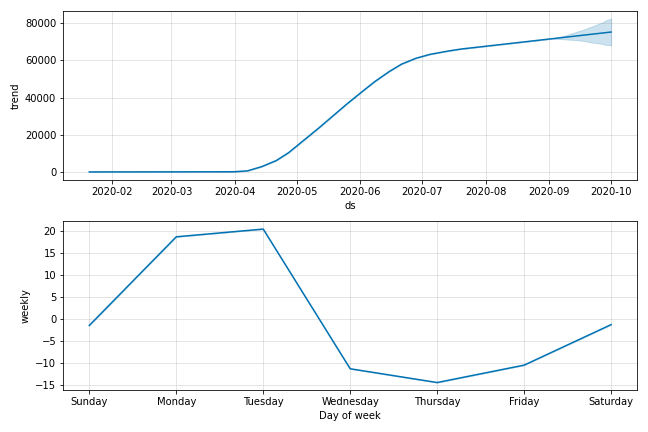 80000
60000
40000
20000
0
trend
2020-02 2020-03 2020-04 2020-05 2020-06 2020-07 2020-08 2020-09 2020-10
ds
20
15
10
5
0
−5
−10
−15
weekly
Sunday Monday Tuesday Wednesday Thursday Friday Saturday
Day of week